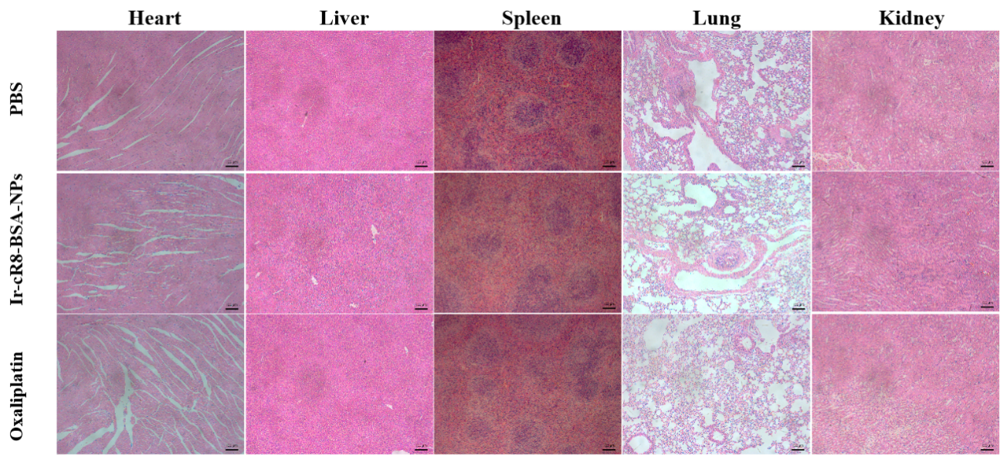 Heart Liver Spleen Lung Kidney
PBS
Ir-cR8-BSA-NPs
Oxaliplatin